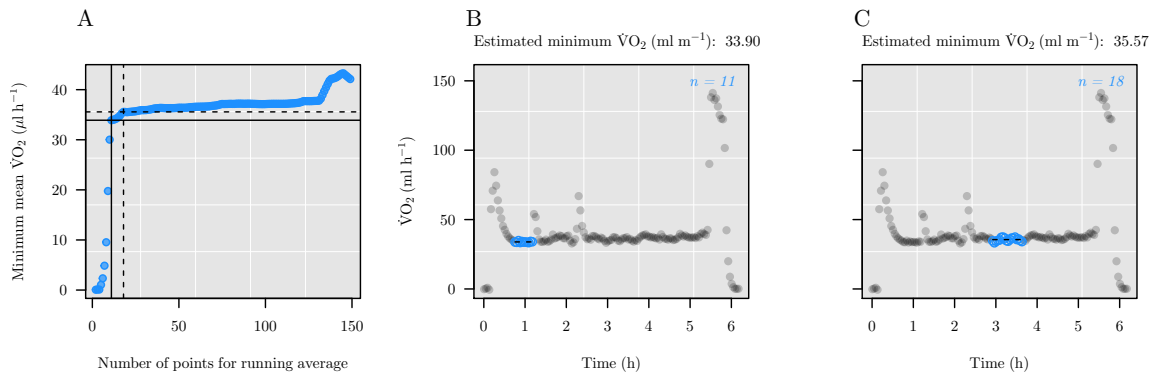 A
Minimum mean V̇O₂ (μl h⁻¹)
40
30
20
10
0
0 50 100 150
Number of points for running average
B
Estimated minimum V̇O₂ (ml m⁻¹): 33.90
n = 11
V̇O₂ (ml h⁻¹)
150
100
50
0
0 1 2 3 4 5 6
Time (h)
C
Estimated minimum V̇O₂ (ml m⁻¹): 35.57
n = 18
0 1 2 3 4 5 6
Time (h)